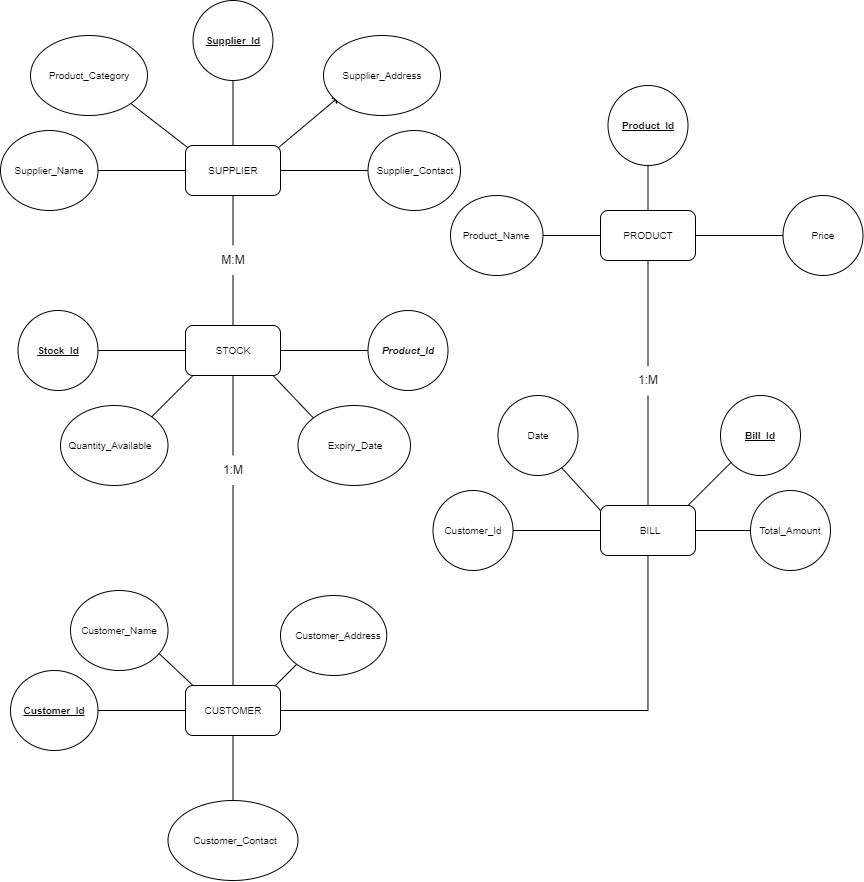 Supplier_Id
Product_Category
Supplier_Address
Supplier_Name
SUPPLIER
Supplier_Contact
Product_Id
Product_Name
PRODUCT
Price
M:M
Stock_Id
STOCK
Product_Id
1:M
Quantity_Available
Expiry_Date
Date
Bill_Id
1:M
Customer_Id
BILL
Total_Amount
Customer_Name
Customer_Address
Customer_Id
CUSTOMER
Customer_Contact